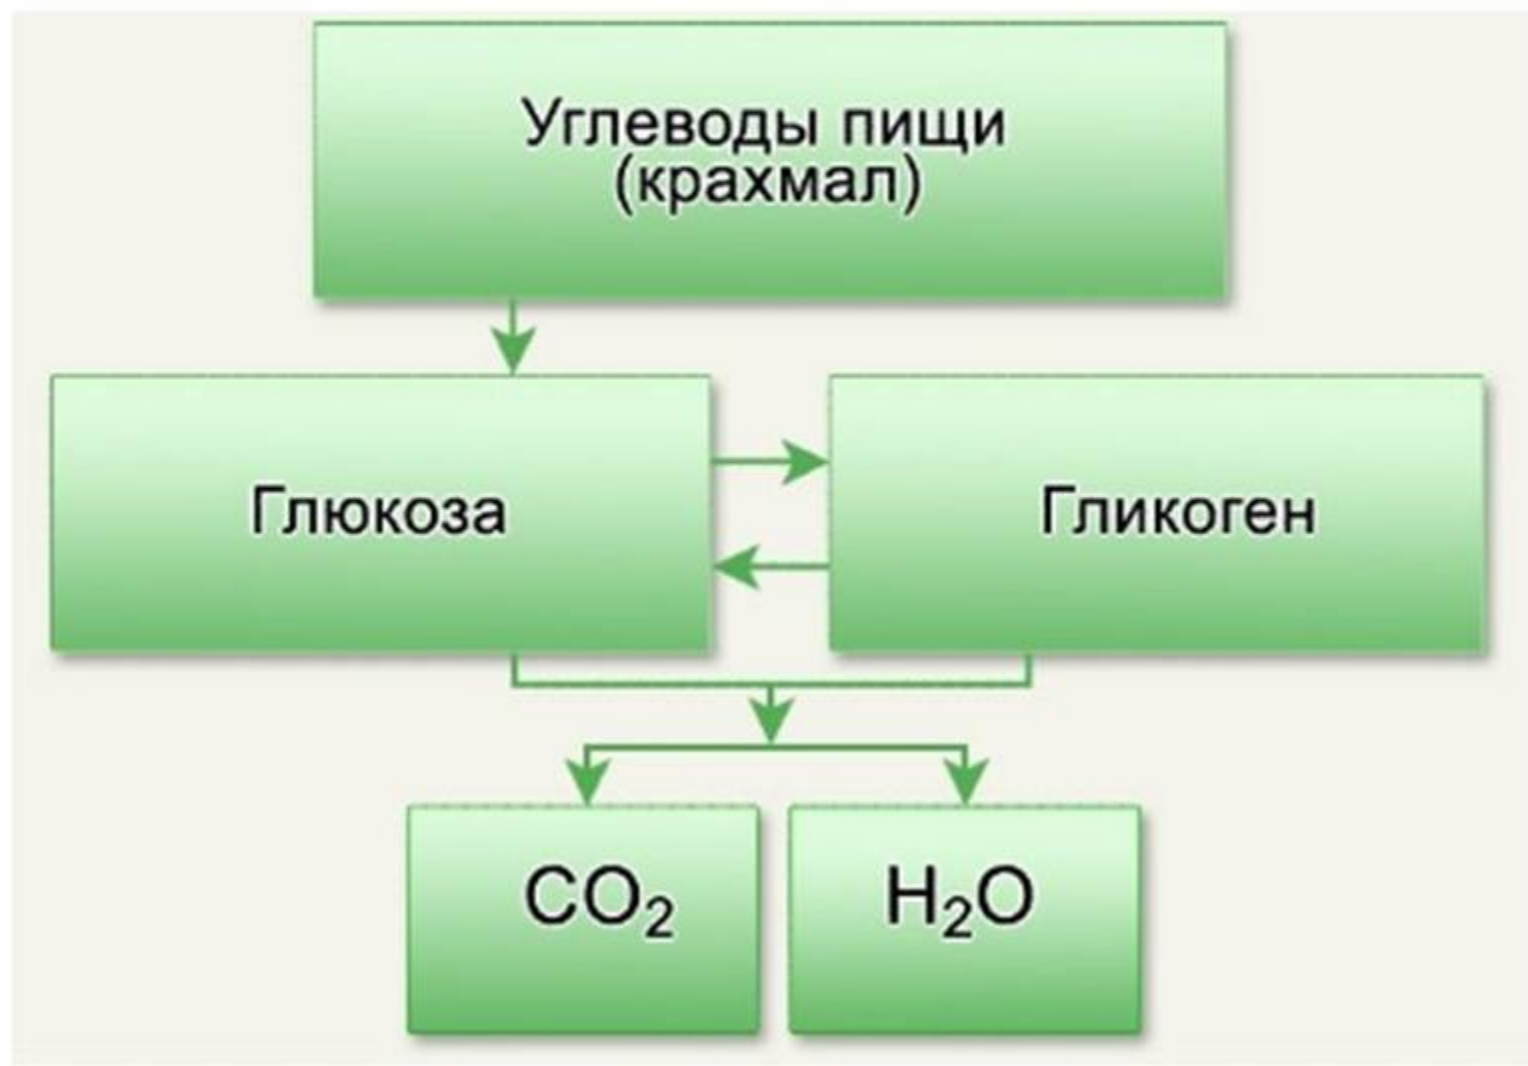 Углеводы пищи
(крахмал)
Глюкоза
Гликоген
CO₂
H₂O